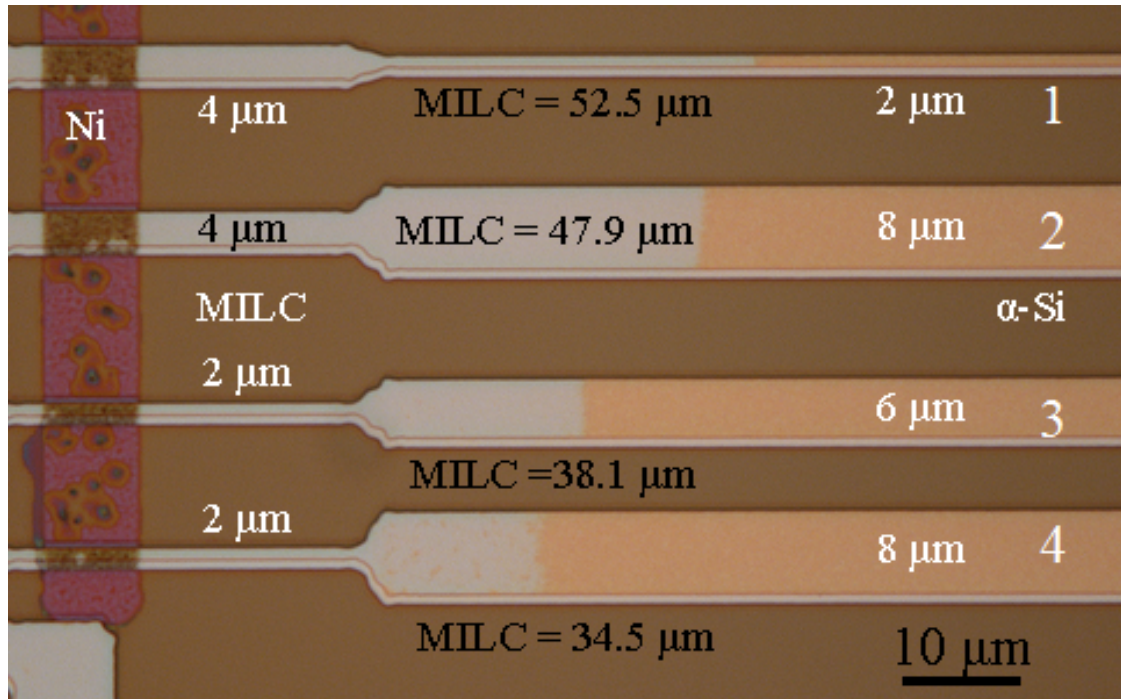 4 μm
MILC = 52.5 μm
2 μm
1
Ni
4 μm
MILC = 47.9 μm
8 μm
2
MILC
α-Si
2 μm
6 μm
3
MILC =38.1 μm
2 μm
8 μm
4
MILC = 34.5 μm
10 μm